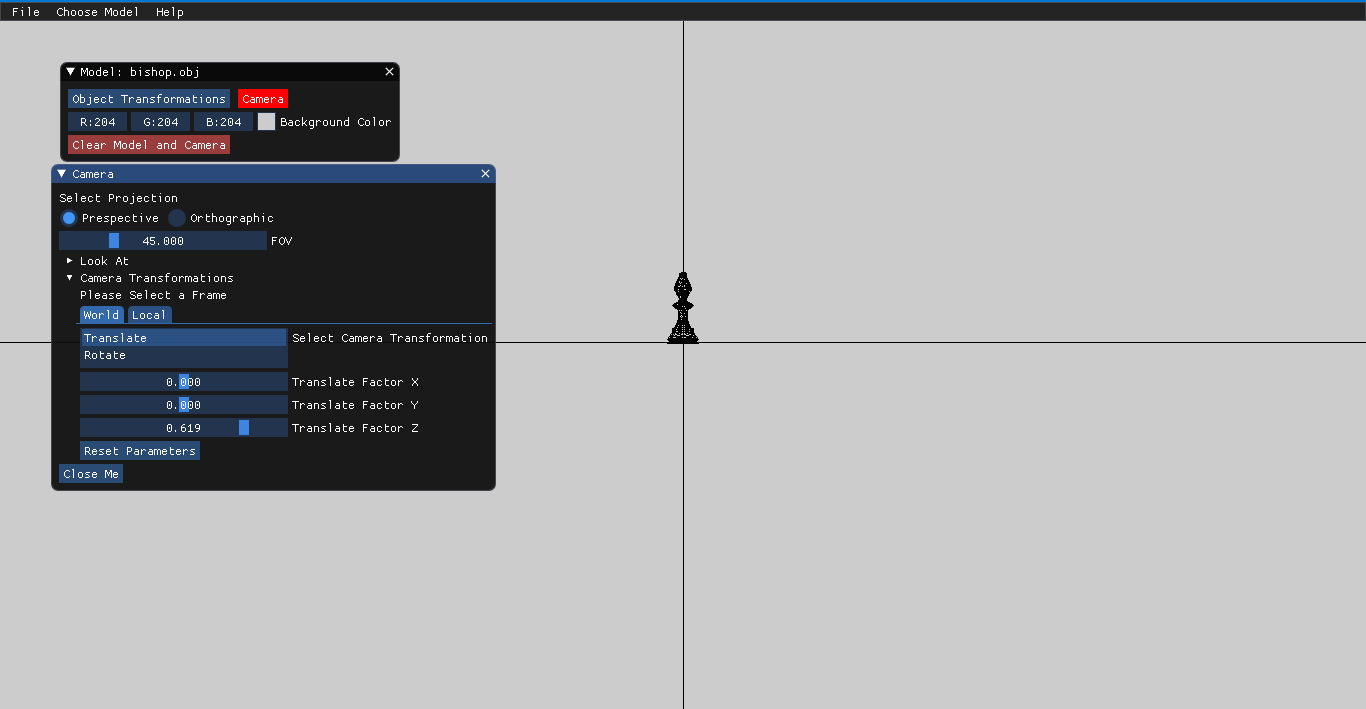 File Choose Model Help
Model: bishop.obj
Object Transformations Camera
R:204 G:204 B:204 Background Color
Clear Model and Camera
Camera
Select Projection
Prespective Orthographic
45.000 FOV
Look At
Camera Transformations
Please Select a Frame
World Local
Translate Select Camera Transformation
Rotate
0.000 Translate Factor X
0.000 Translate Factor Y
0.619 Translate Factor Z
Reset Parameters
Close Me